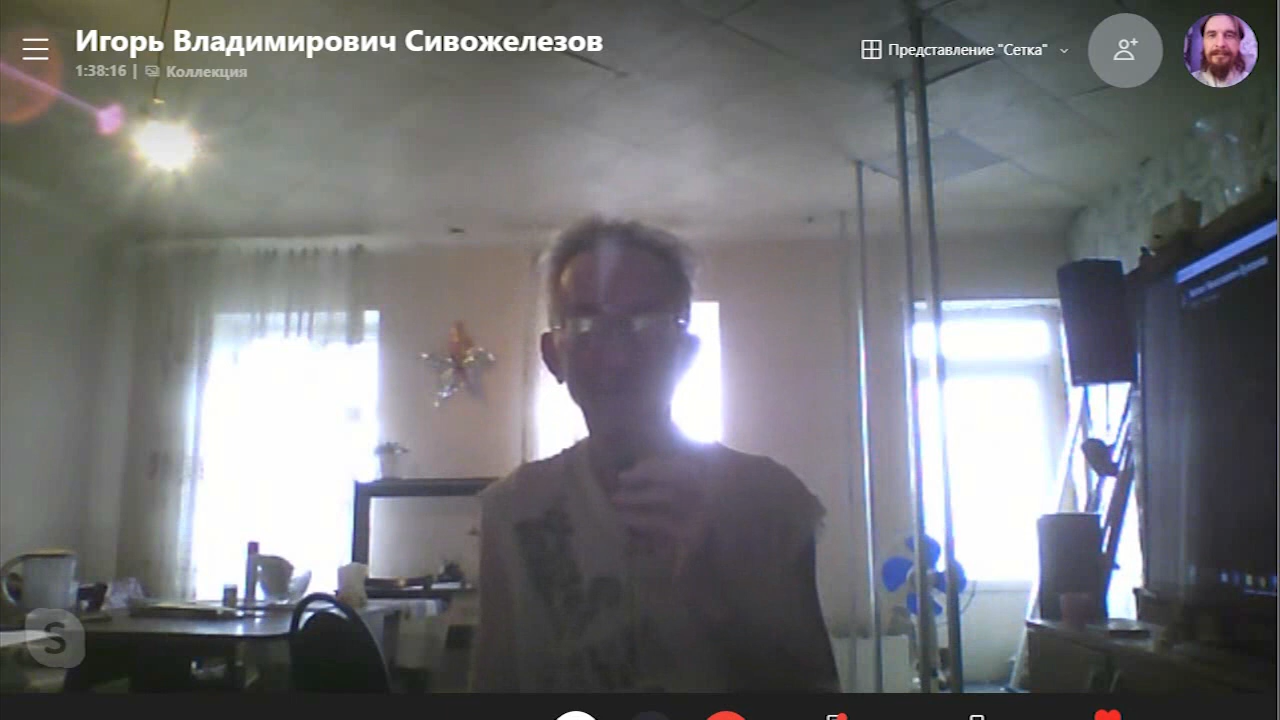 Игорь Владимирович Сивожелезов
1:38:16 | Коллекция
Представление "Сетка"
S